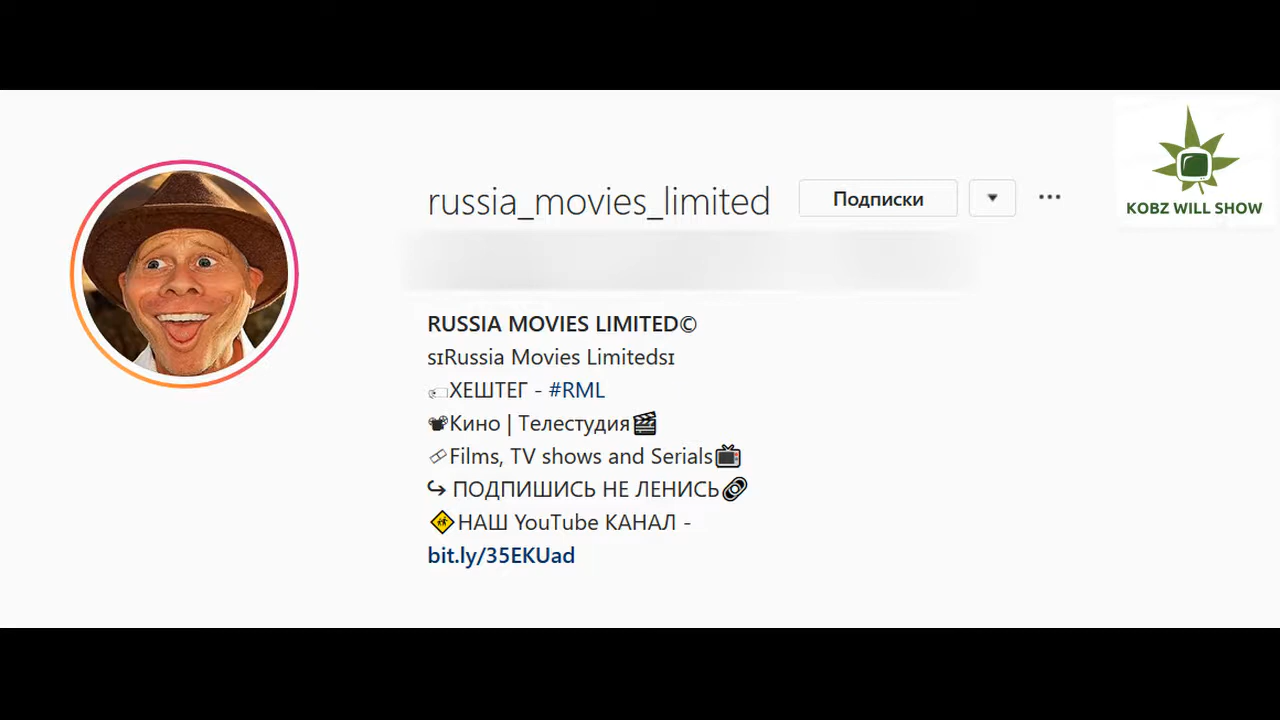 russia_movies_limited
Подписки
KOBZ WILL SHOW
RUSSIA MOVIES LIMITED©
sɪRussia Movies Limitedsɪ
ХЕШТЕГ - #RML
Кино | Телестудия
Films, TV shows and Serials
ПОДПИШИСЬ НЕ ЛЕНИСЬ
НАШ YouTube КАНАЛ -
bit.ly/35EKUad